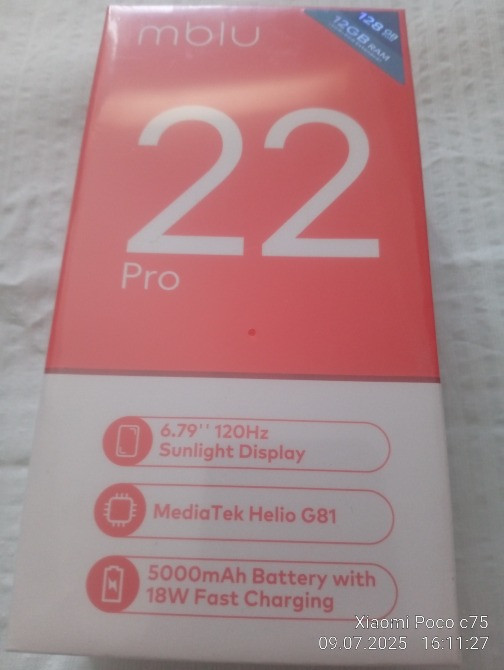 mblu
128 GB
12GB RAM
22
Pro
6.79'' 120Hz
Sunlight Display
MediaTek Helio G81
5000mAh Battery with
18W Fast Charging
Xiaomi Poco c75
09.07.2025 16:11:27